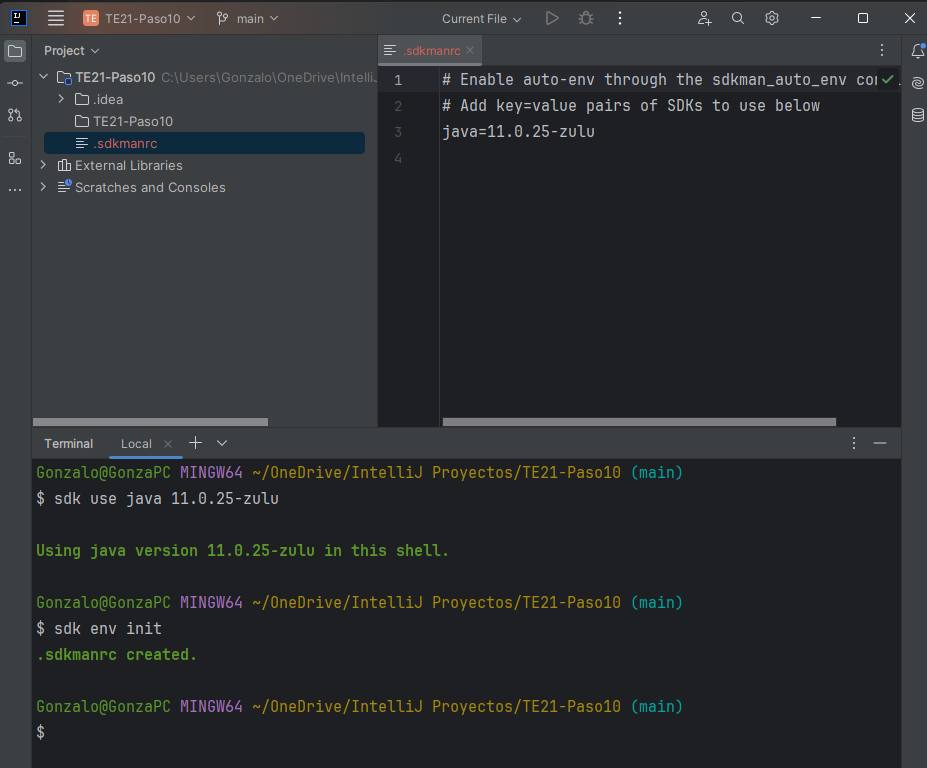 TE TE21-Paso10 main Current File
Project
TE21-Paso10 C:\Users\Gonzalo\OneDrive\Intelli.
.idea
TE21-Paso10
.sdkmanrc
External Libraries
Scratches and Consoles
.sdkmanrc
1 # Enable auto-env through the sdkman_auto_env
2 # Add key=value pairs of SDKs to use below
3 java=11.0.25-zulu
4
Terminal Local
Gonzalo@GonzaPC MINGW64 ~/OneDrive/IntelliJ Proyectos/TE21-Paso10 (main)
$ sdk use java 11.0.25-zulu
Using java version 11.0.25-zulu in this shell.
Gonzalo@GonzaPC MINGW64 ~/OneDrive/IntelliJ Proyectos/TE21-Paso10 (main)
$ sdk env init
.sdkmanrc created.
Gonzalo@GonzaPC MINGW64 ~/OneDrive/IntelliJ Proyectos/TE21-Paso10 (main)
$